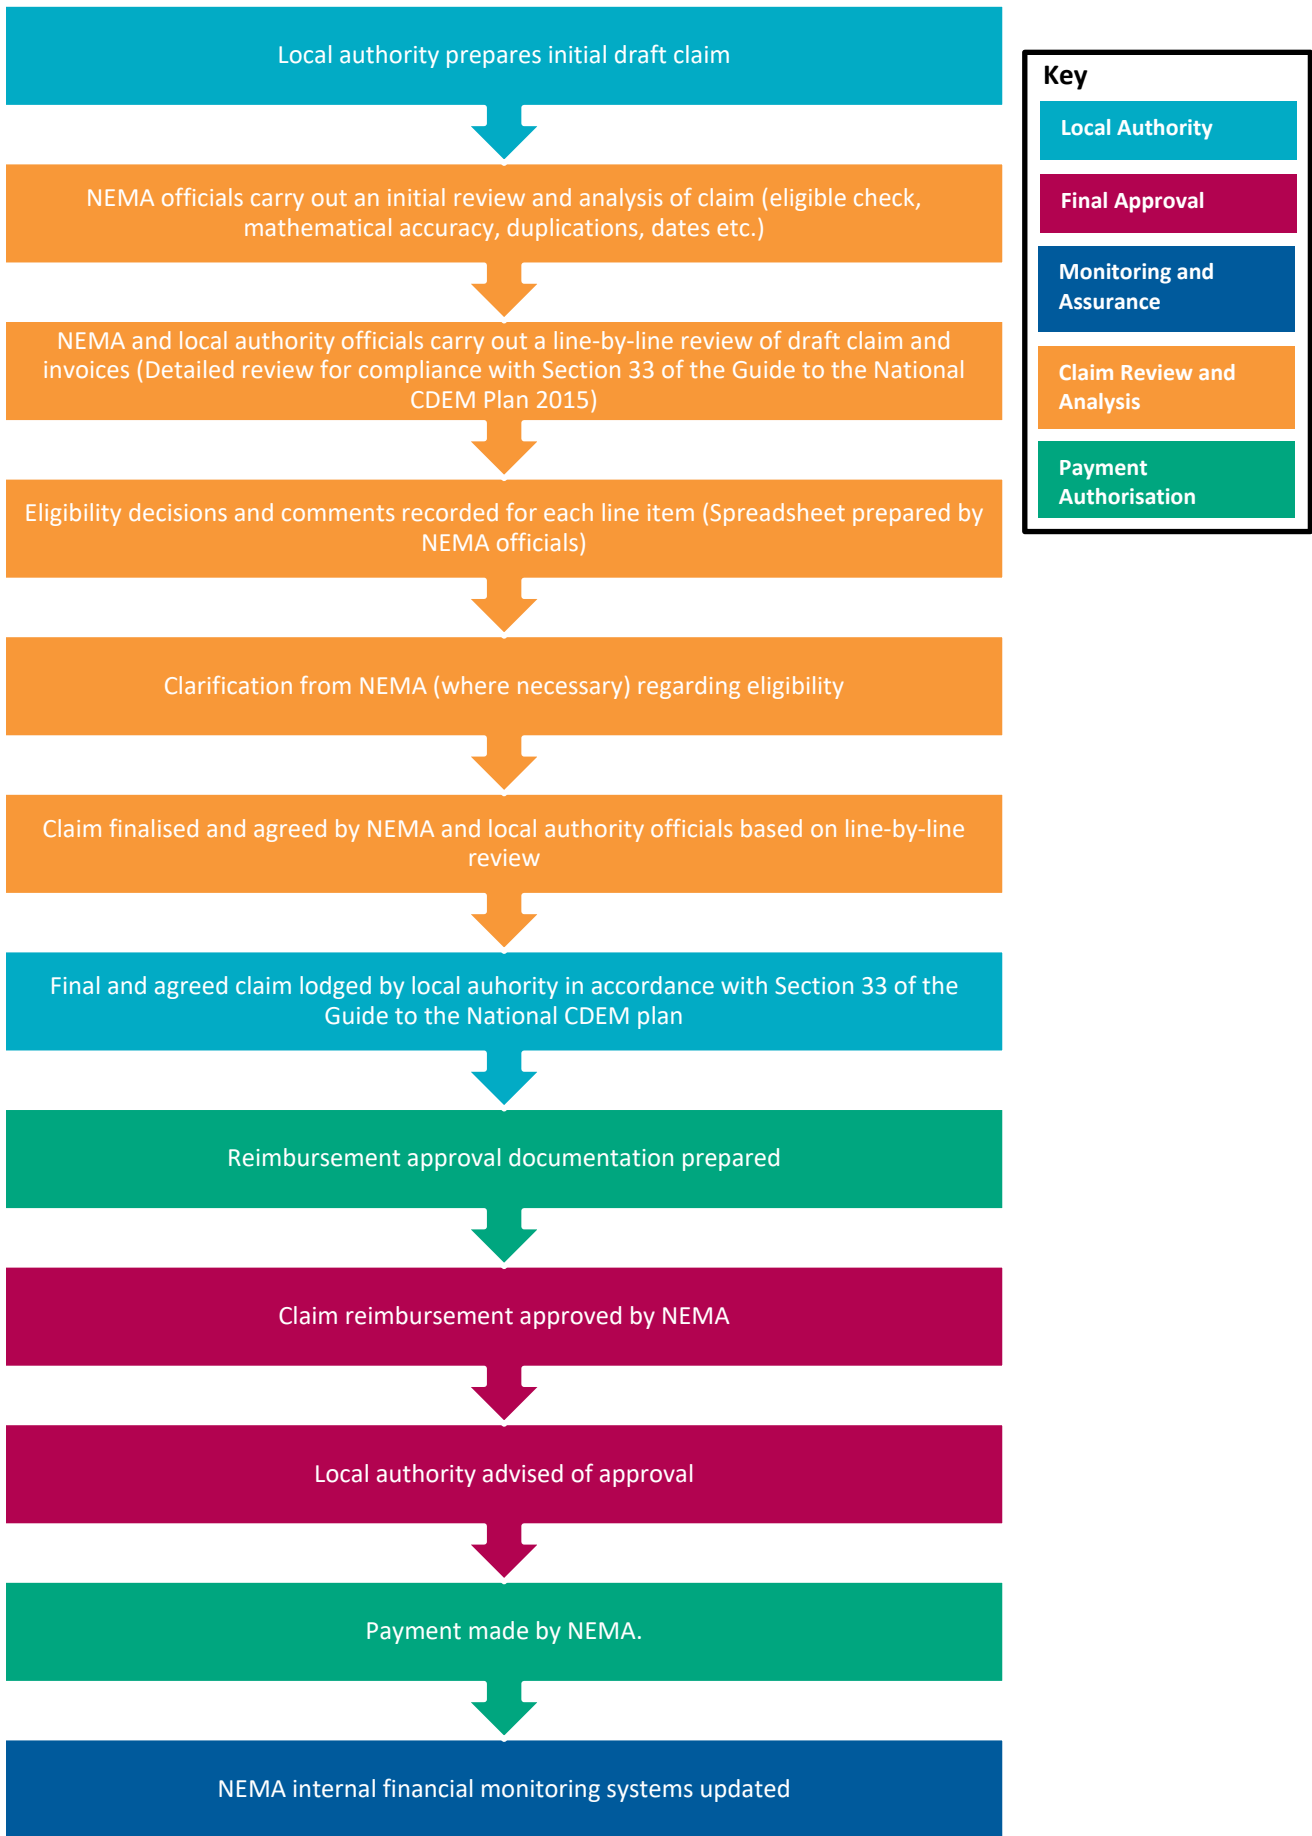 Local authority prepares initial draft claim
Key
Local Authority
Final Approval
Monitoring and
Assurance
Claim Review and
Analysis
Payment
Authorisation
NEMA officials carry out an initial review and analysis of claim (eligible check,
mathematical accuracy, duplications, dates etc.)
NEMA and local authority officials carry out a line-by-line review of draft claim and
invoices (Detailed review for compliance with Section 33 of the Guide to the National
CDEM Plan 2015)
Eligibility decisions and comments recorded for each line item (Spreadsheet prepared by
NEMA officials)
Clarification from NEMA (where necessary) regarding eligibility
Claim finalised and agreed by NEMA and local authority officials based on line-by-line
review
Final and agreed claim lodged by local auhority in accordance with Section 33 of the
Guide to the National CDEM plan
Reimbursement approval documentation prepared
Claim reimbursement approved by NEMA
Local authority advised of approval
Payment made by NEMA.
NEMA internal financial monitoring systems updated